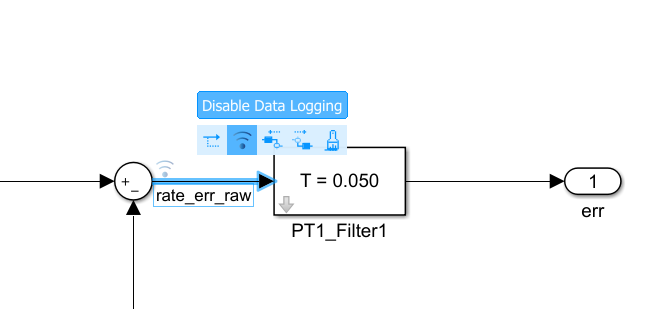 Disable Data Logging
+
_
T = 0.050
1
rate_err_raw
PT1_Filter1
err